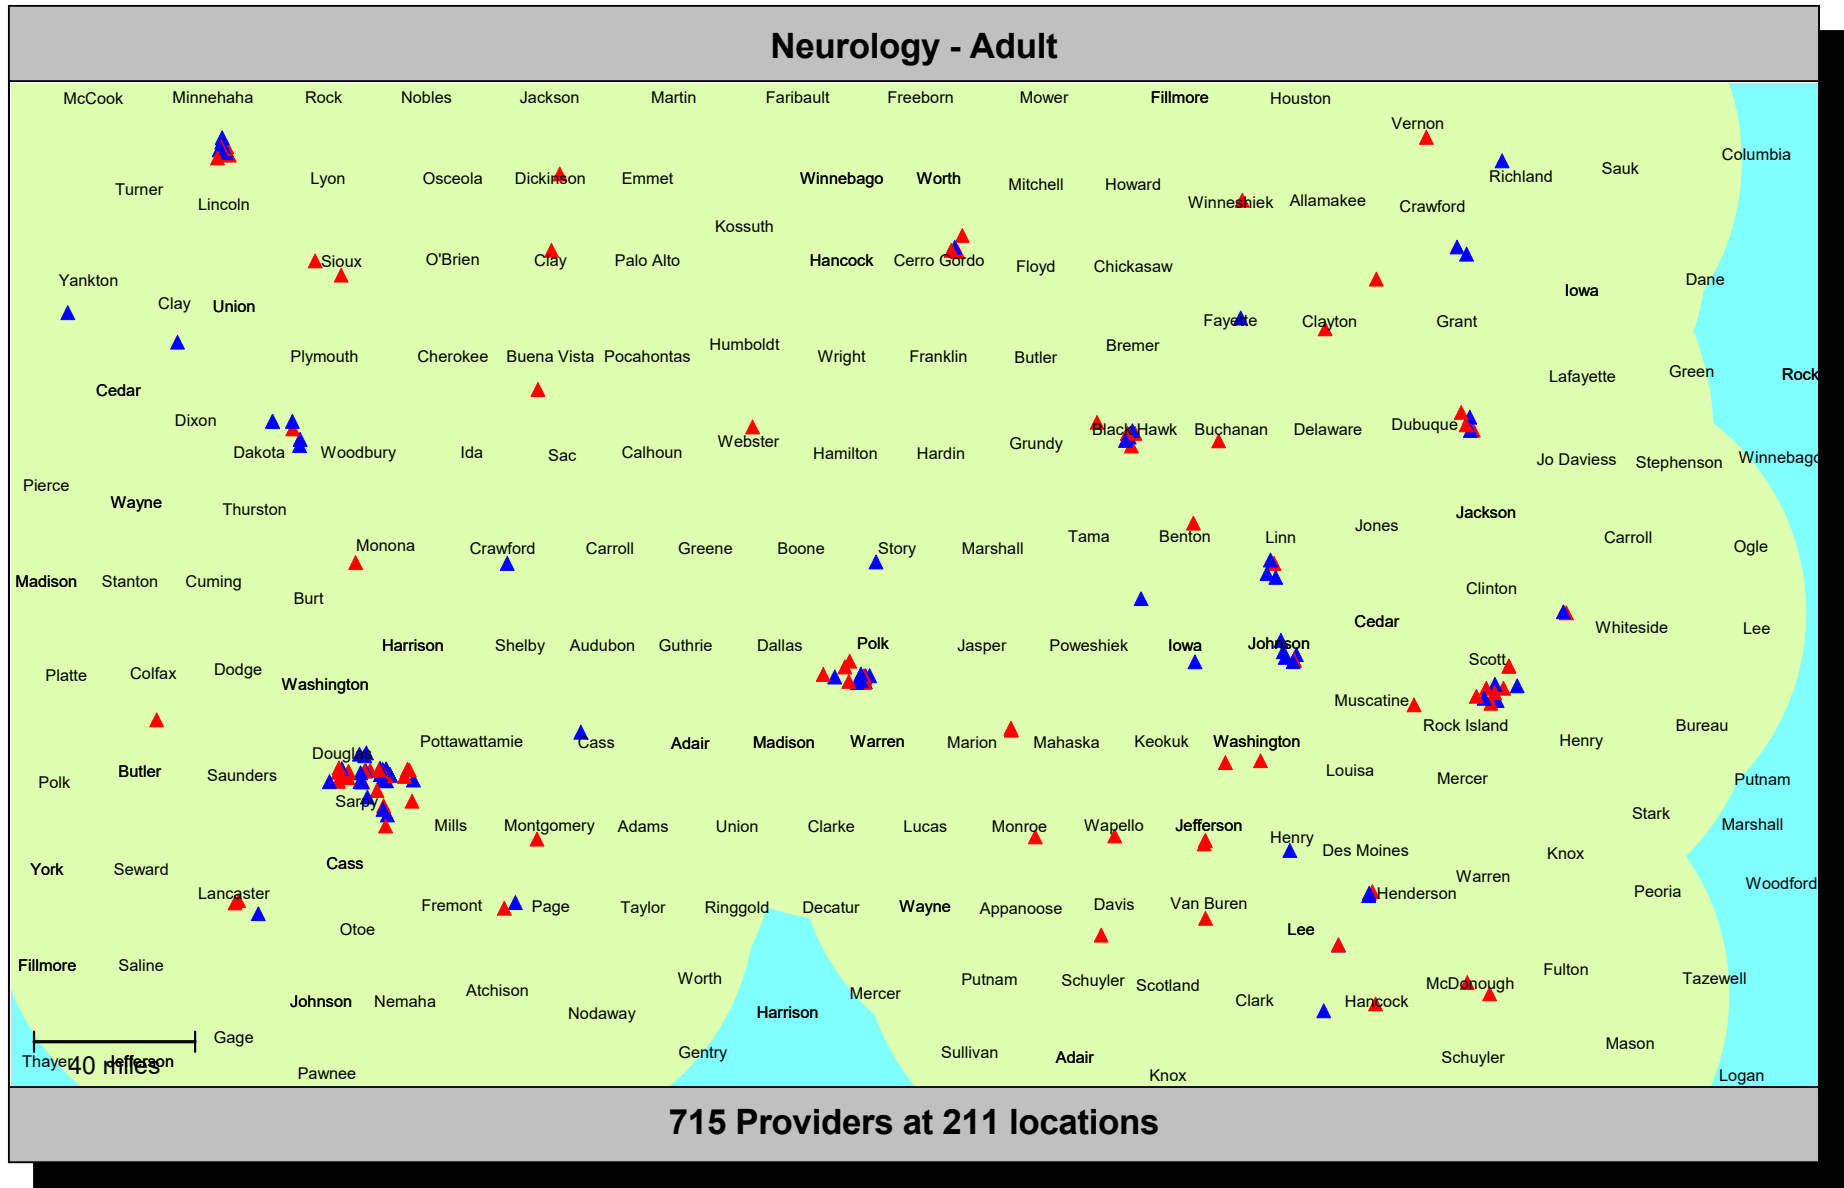 Neurology - Adult
McCook Minnehaha Rock Nobles Jackson Martin Faribault Freeborn Mower Fillmore Houston
Vernon
Columbia
Sauk
Richland
Turner Lyon Osceola Dickinson Emmet Winnebago Worth Mitchell Howard
Lincoln Winneshiek Allamakee Crawford
Kossuth
Sioux O'Brien Clay Palo Alto Hancock Cerro Gordo Floyd Chickasaw
Yankton Dane
Clay Union Iowa
Fayette Clayton Grant
Plymouth Cherokee Buena Vista Pocahontas Humboldt Wright Franklin Butler Bremer
Cedar Lafayette Green Rock
Dixon Black Hawk Buchanan Delaware Dubuque
Dakota Woodbury Ida Sac Calhoun Webster Hamilton Hardin Grundy
Jo Daviess Stephenson Winnebago
Pierce
Wayne Thurston Jackson
Monona Crawford Carroll Greene Boone Story Marshall Tama Benton Linn Jones Carroll Ogle
Madison Stanton Cuming Burt Clinton
Cedar Whiteside Lee
Harrison Shelby Audubon Guthrie Dallas Polk Jasper Poweshiek Iowa Johnson Scott
Platte Colfax Dodge Washington
Muscatine Rock Island Bureau
Douglas Pottawattamie Cass Adair Madison Warren Marion Mahaska Keokuk Washington Henry
Polk Butler Saunders Louisa Mercer Putnam
Sarpy Mills Montgomery Adams Union Clarke Lucas Monroe Wapello Jefferson Henry Stark Marshall
York Seward Cass Des Moines Knox
Lancaster Warren Henderson Peoria Woodford
Fremont Page Taylor Ringgold Decatur Wayne Appanoose Davis Van Buren
Otoe Lee
Fillmore Saline Worth Putnam Schuyler Scotland Fulton Tazewell
Johnson Nemaha Atchison Nodaway Harrison Mercer Clark Hancock McDonough
Gage Mason
Thayer Jefferson Gentry Sullivan Adair Schuyler
40 miles
Pawnee Knox Logan
715 Providers at 211 locations